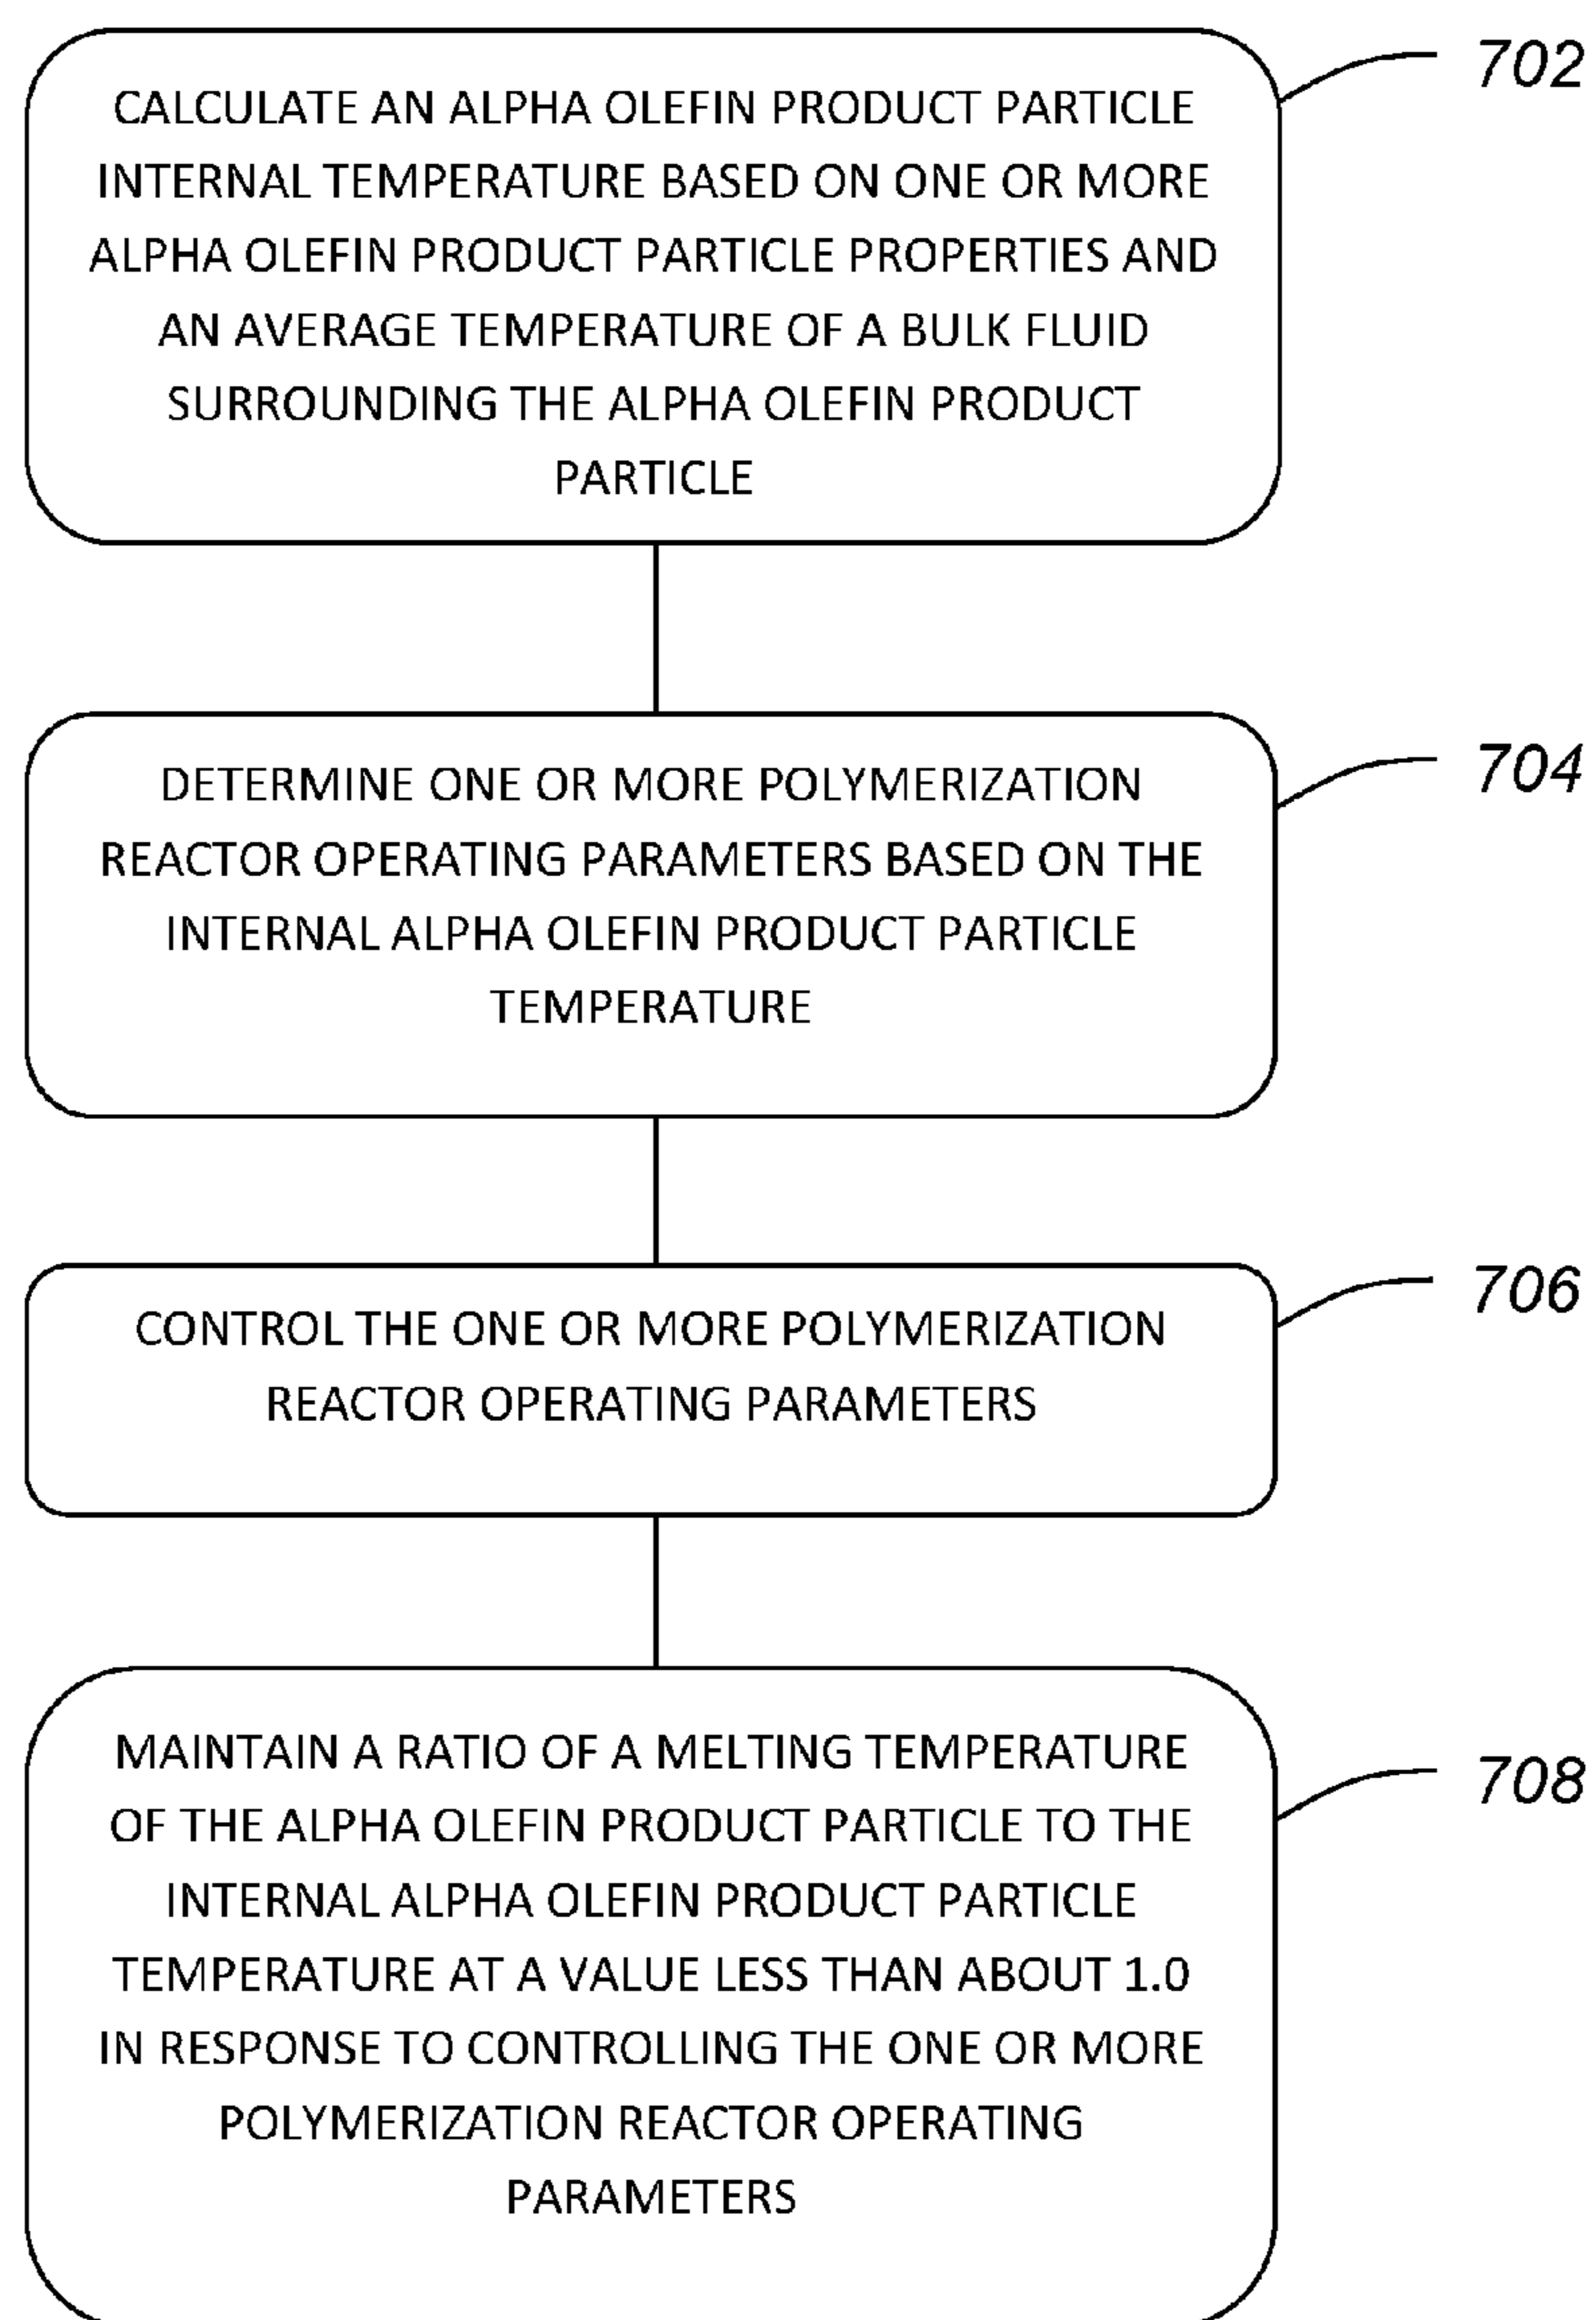 702
CALCULATE AN ALPHA OLEFIN PRODUCT PARTICLE
INTERNAL TEMPERATURE BASED ON ONE OR MORE
ALPHA OLEFIN PRODUCT PARTICLE PROPERTIES AND
AN AVERAGE TEMPERATURE OF A BULK FLUID
SURROUNDING THE ALPHA OLEFIN PRODUCT
PARTICLE
704
DETERMINE ONE OR MORE POLYMERIZATION
REACTOR OPERATING PARAMETERS BASED ON THE
INTERNAL ALPHA OLEFIN PRODUCT PARTICLE
TEMPERATURE
706
CONTROL THE ONE OR MORE POLYMERIZATION
REACTOR OPERATING PARAMETERS
708
MAINTAIN A RATIO OF A MELTING TEMPERATURE
OF THE ALPHA OLEFIN PRODUCT PARTICLE TO THE
INTERNAL ALPHA OLEFIN PRODUCT PARTICLE
TEMPERATURE AT A VALUE LESS THAN ABOUT 1.0
IN RESPONSE TO CONTROLLING THE ONE OR MORE
POLYMERIZATION REACTOR OPERATING
PARAMETERS